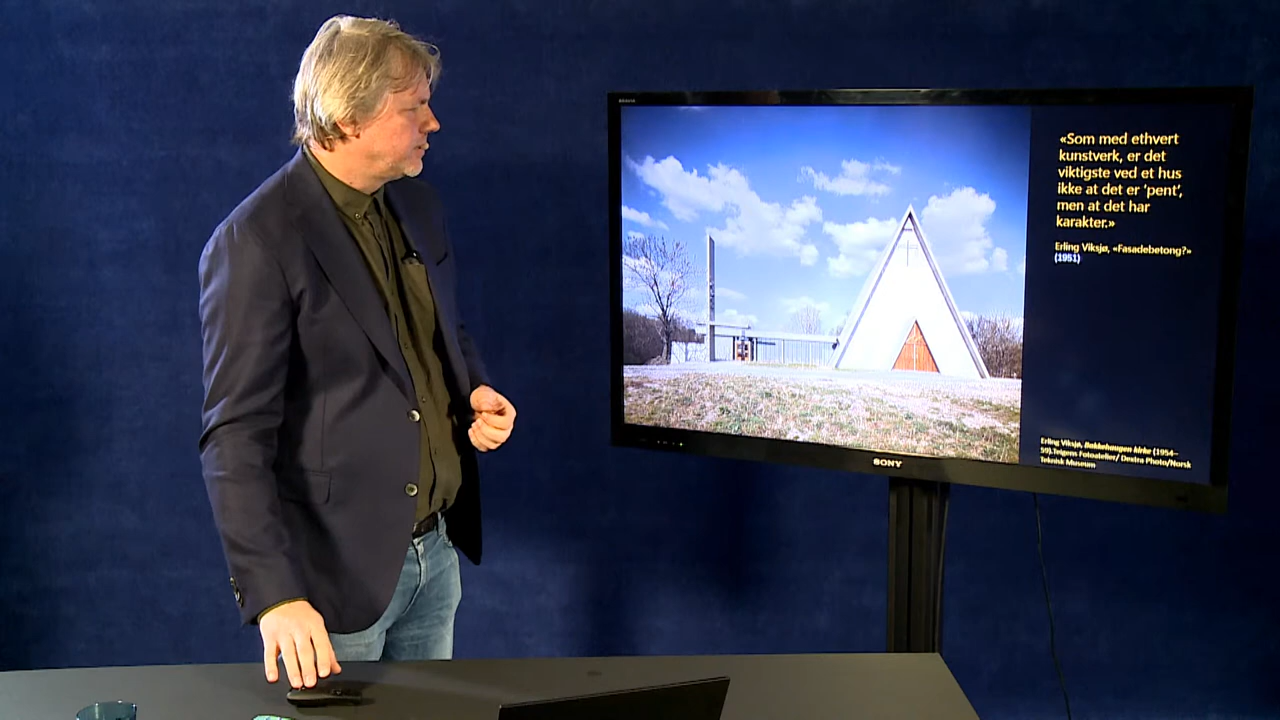 BRAVIA
«Som med ethvert
kunstverk, er det
viktigste ved et hus
ikke at det er 'pent',
men at det har
karakter.»
Erling Viksjø, «Fasadebetong?»
(1951)
Erling Viksjø, Bakkehaugen kirke (1954–
59).Teigens Fotoatelier/ Dextra Photo/Norsk
Teknisk Museum
SONY